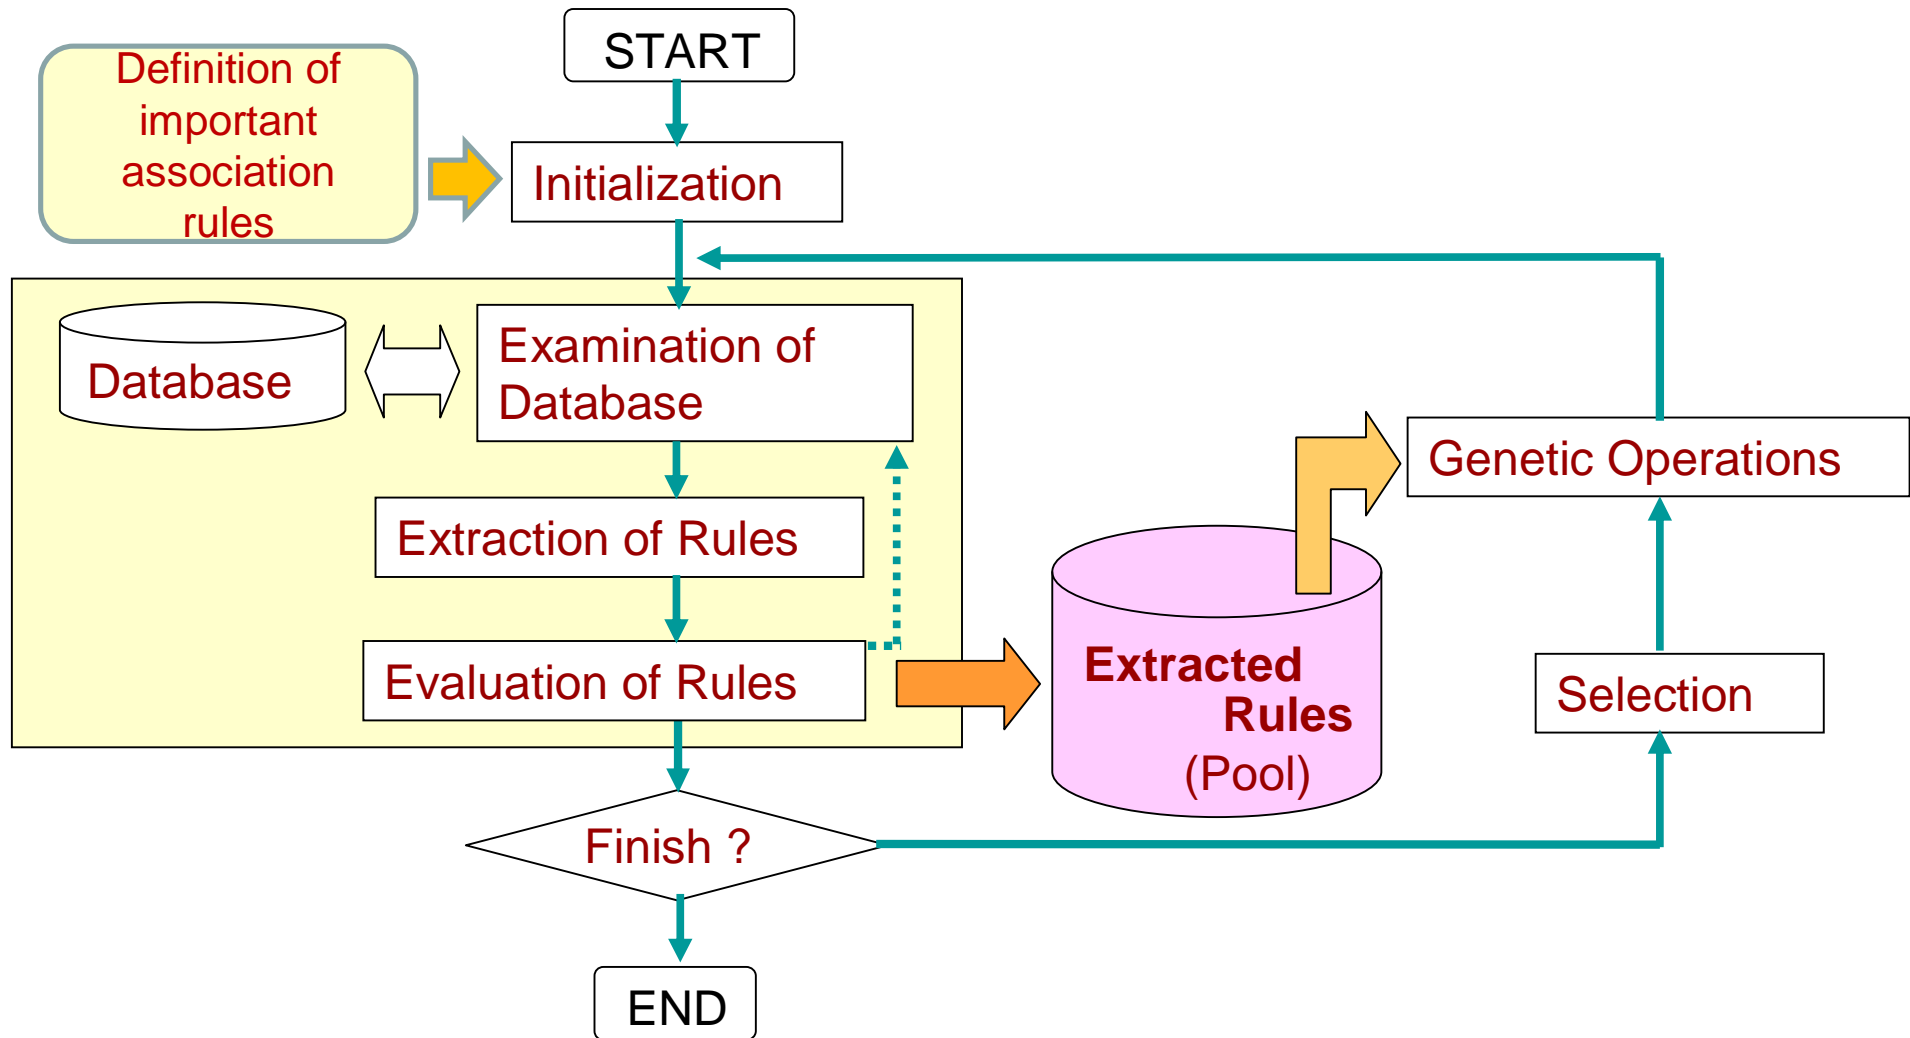 START
Definition of
important
association
rules
Initialization
Database
Examination of
Database
Extraction of Rules
Evaluation of Rules
Finish ?
END
Extracted
Rules
(Pool)
Genetic Operations
Selection